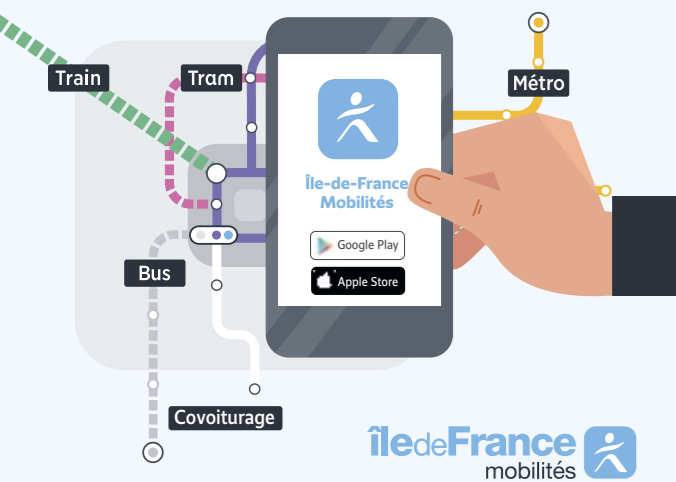 Train
Tram
Métro
Île-de-France
Mobilités
Google Play
Apple Store
Bus
Covoiturage
îledeFrance
mobilités